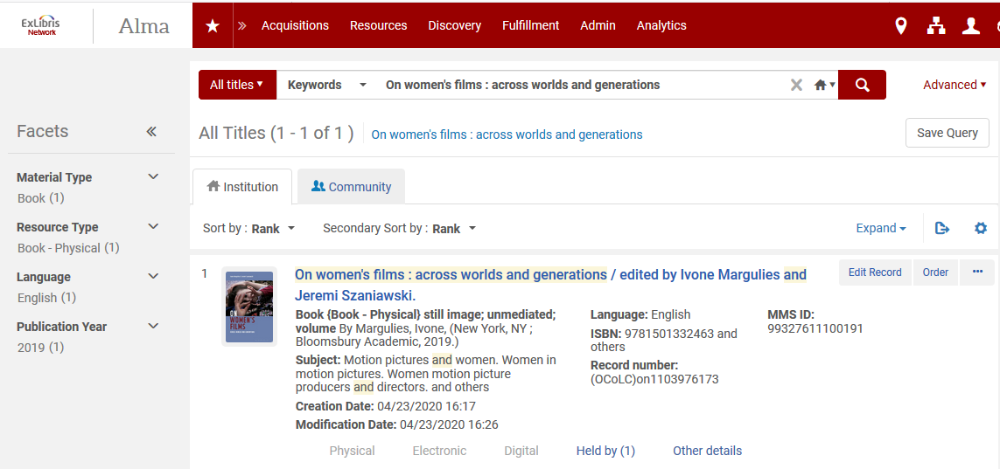 ExLibris
Network
Alma
Acquisitions Resources Discovery Fulfillment Admin Analytics
All titles Keywords On women's films : across worlds and generations Advanced
Facets
All Titles (1 - 1 of 1 ) On women's films : across worlds and generations Save Query
Material Type
Book (1)
Resource Type
Book - Physical (1)
Language
English (1)
Publication Year
2019 (1)
Institution Community
Sort by : Rank Secondary Sort by : Rank Expand
1
On women's films : across worlds and generations / edited by Ivone Margulies and
Jeremi Szaniawski.
Edit Record Order
Book {Book - Physical} still image; unmediated;
volume By Margulies, Ivone, (New York, NY ;
Bloomsbury Academic, 2019.)
Subject: Motion pictures and women. Women in
motion pictures. Women motion picture
producers and directors. and others
Creation Date: 04/23/2020 16:17
Modification Date: 04/23/2020 16:26
Language: English
ISBN: 9781501332463 and
others
Record number:
(OCoLC)on1103976173
MMS ID:
99327611100191
ON
WOMEN'S
FILMS
Physical Electronic Digital Held by (1) Other details